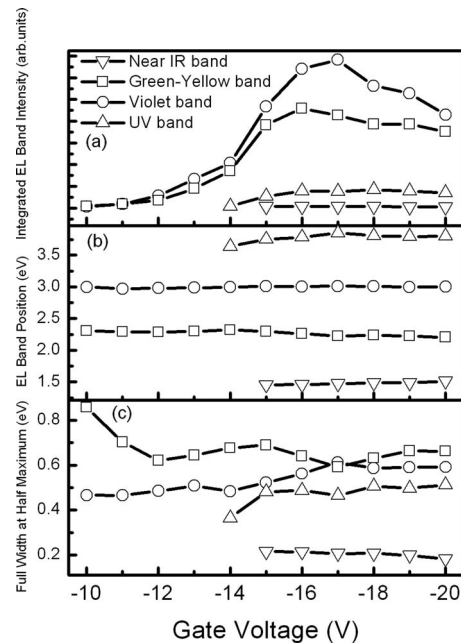 Integrated EL Band Intensity (arb.units)
Near IR band
Green-Yellow band
Violet band
UV band
(a)
EL Band Position (eV)
(b)
3.5
3.0
2.5
2.0
1.5
Full Width at Half Maximum (eV)
(c)
0.8
0.6
0.4
0.2
-10 -12 -14 -16 -18 -20
Gate Voltage (V)